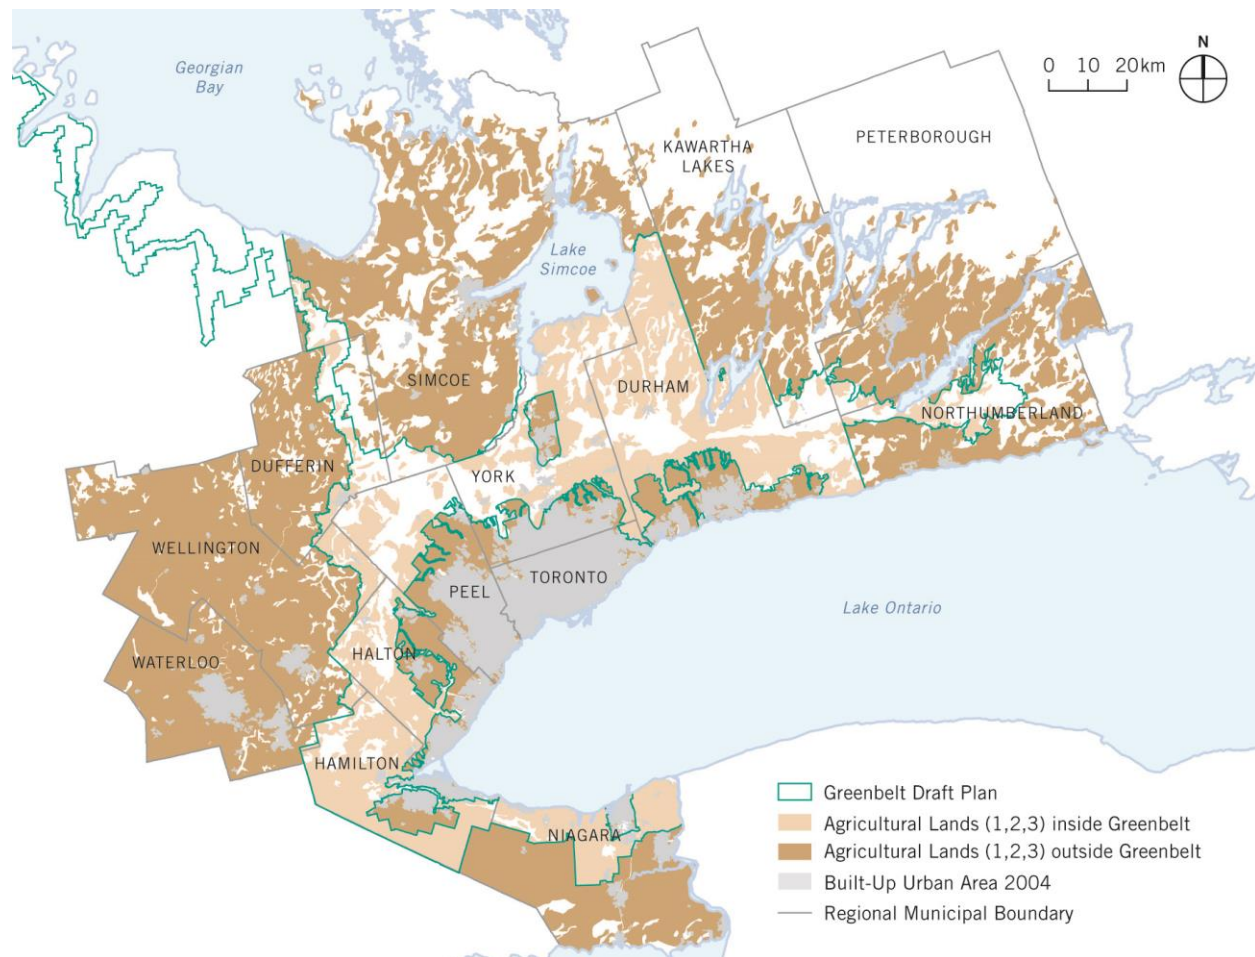 Georgian
Bay
0 10 20km
N
KAWARTHA
LAKES
PETERBOROUGH
Lake
Simcoe
SIMCOE
DURHAM
NORTHUMBERLAND
DUFFERIN
YORK
WELLINGTON
TORONTO
PEEL
Lake Ontario
HALTON
WATERLOO
HAMILTON
NIAGARA
Greenbelt Draft Plan
Agricultural Lands (1,2,3) inside Greenbelt
Agricultural Lands (1,2,3) outside Greenbelt
Built-Up Urban Area 2004
Regional Municipal Boundary